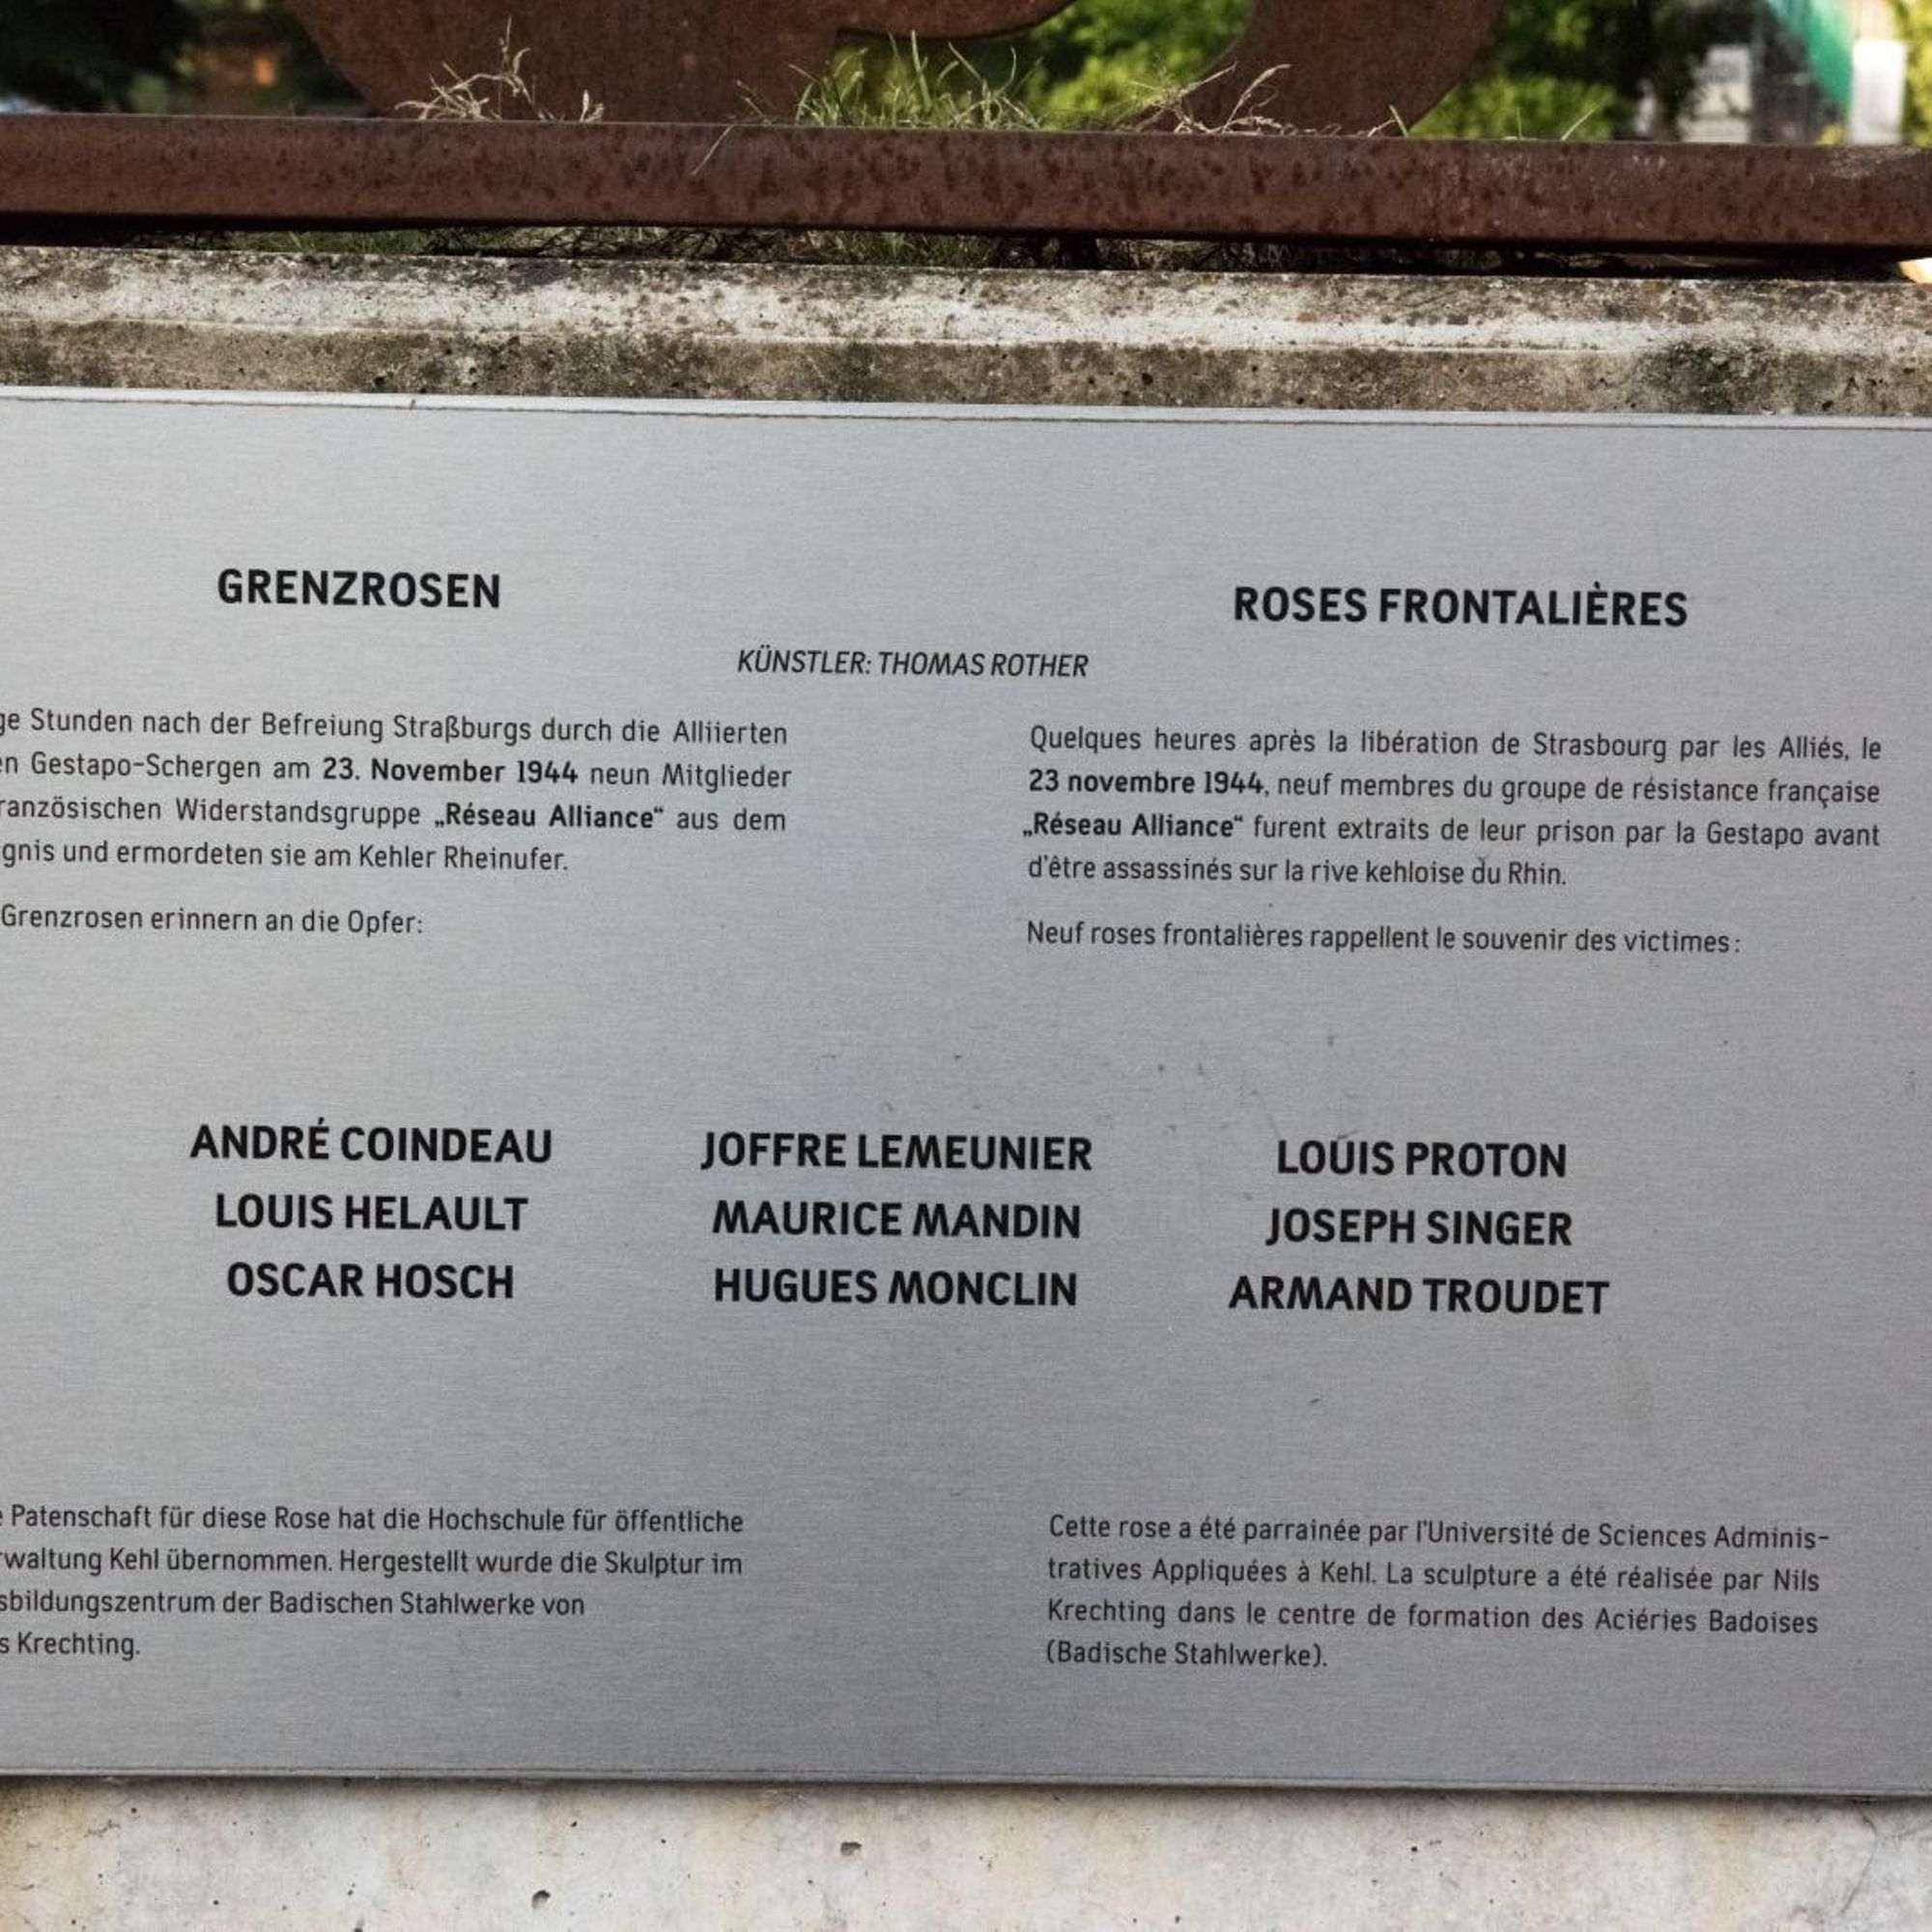 GRENZROSEN
ROSES FRONTALIÈRES
KÜNSTLER: THOMAS ROTHER
Stunden nach der Befreiung Straßburgs durch die Alliierten
Gestapo-Schergen am 23. November 1944 neun Mitglieder
Widerstandsgruppe „Réseau Alliance“ aus dem
und ermordeten sie am Kehler Rheinufer.
Grenzrosen erinnern an die Opfer:
Quelques heures après la libération de Strasbourg par les Alliés, le
23 novembre 1944, neuf membres du groupe de résistance française
„Réseau Alliance“ furent extraits de leur prison par la Gestapo avant
d'être assassinés sur la rive kehloise du Rhin.
Neuf roses frontalières rappellent le souvenir des victimes :
ANDRÉ COINDEAU
LOUIS HELAULT
OSCAR HOSCH
JOFFRE LEMEUNIER
MAURICE MANDIN
HUGUES MONCLIN
LOUIS PROTON
JOSEPH SINGER
ARMAND TROUDET
Patenschaft für diese Rose hat die Hochschule für öffentliche
Kehl übernommen. Hergestellt wurde die Skulptur im
der Badischen Stahlwerke von
Krechting.
Cette rose a été parrainée par l'Université de Sciences Adminis-
tratives Appliquées à Kehl. La sculpture a été réalisée par Nils
Krechting dans le centre de formation des Aciéries Badoises
(Badische Stahlwerke).